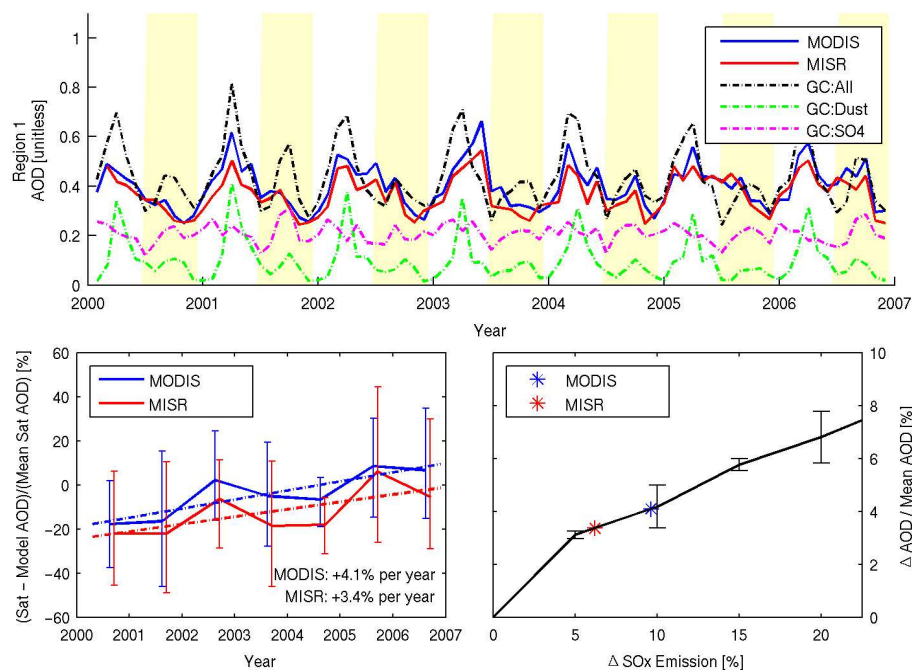 1
0.8
0.6
0.4
0.2
0
Region 1
AOD [unitless]
MODIS
MISR
GC:All
GC:Dust
GC:SO4
2000 2001 2002 2003 2004 2005 2006 2007
Year
60
40
20
0
−20
−40
−60
(Sat − Model AOD)/(Mean Sat AOD) [%]
MODIS
MISR
MODIS: +4.1% per year
MISR: +3.4% per year
2000 2001 2002 2003 2004 2005 2006 2007
Year
MODIS
MISR
10
8
6
4
2
0
Δ AOD / Mean AOD [%]
0 5 10 15 20
Δ SOx Emission [%]